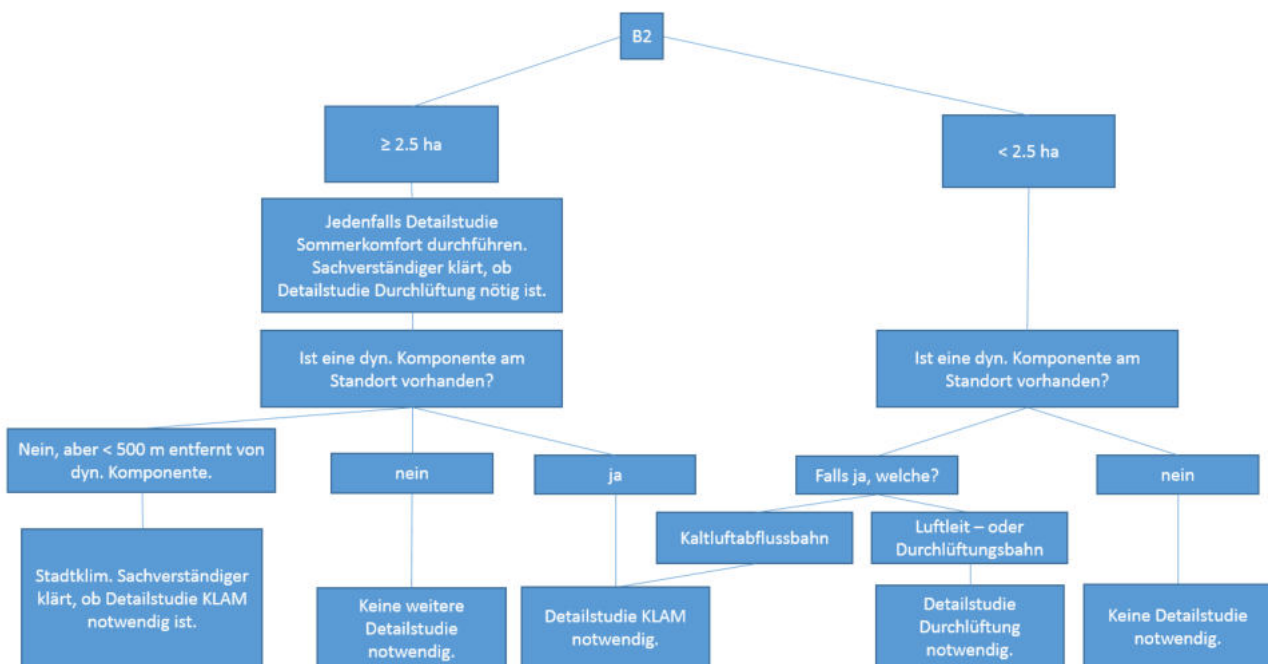 B2
≥ 2.5 ha
< 2.5 ha
Jedenfalls Detailstudie
Sommerkomfort durchführen.
Sachverständiger klärt, ob
Detailstudie Durchlüftung nötig ist.
Ist eine dyn. Komponente am
Standort vorhanden?
Ist eine dyn. Komponente am
Standort vorhanden?
Nein, aber < 500 m entfernt von
dyn. Komponente.
nein
ja
Falls ja, welche?
nein
Kaltluftabflussbahn
Luftleit – oder
Durchlüftungsbahn
Stadtklim. Sachverständiger
klärt, ob Detailstudie KLAM
notwendig ist.
Keine weitere
Detailstudie
notwendig.
Detailstudie KLAM
notwendig.
Detailstudie
Durchlüftung
notwendig.
Keine Detailstudie
notwendig.